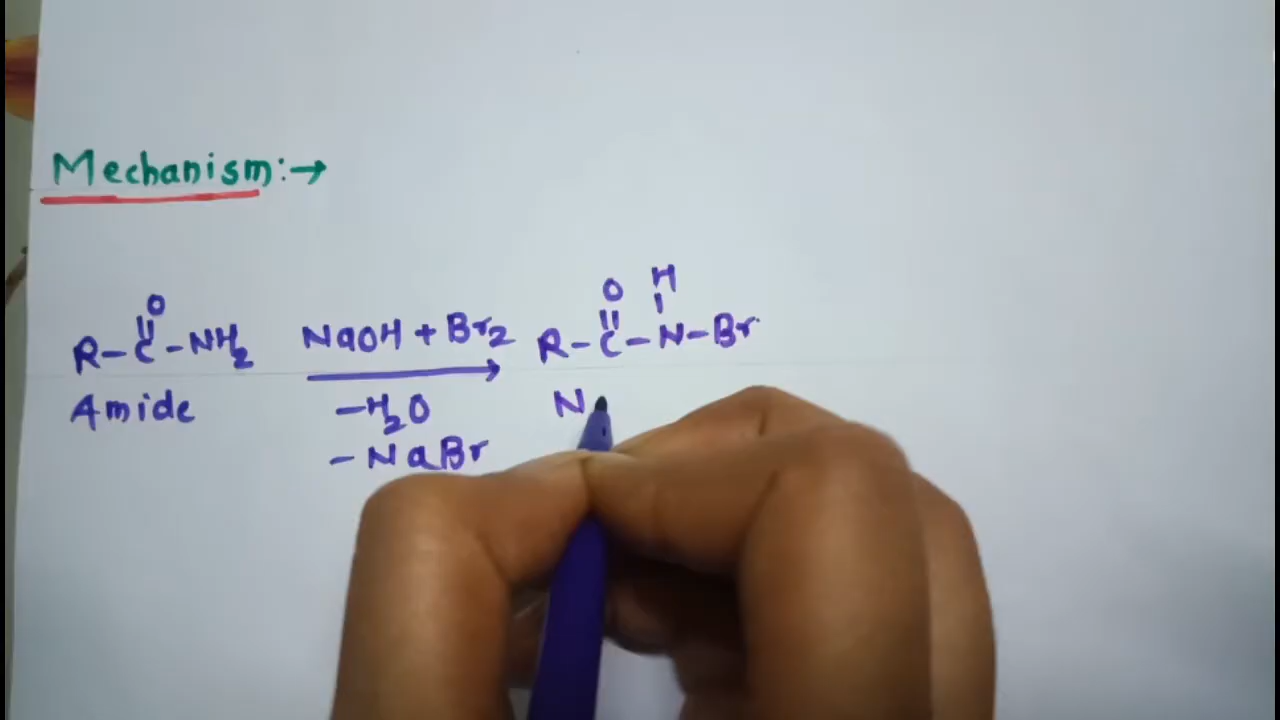 Mechanism:→
O
||
R-C-NH2
Amide
NaOH + Br2
-H2O
-NaBr
O H
|| |
R-C-N-Br
N